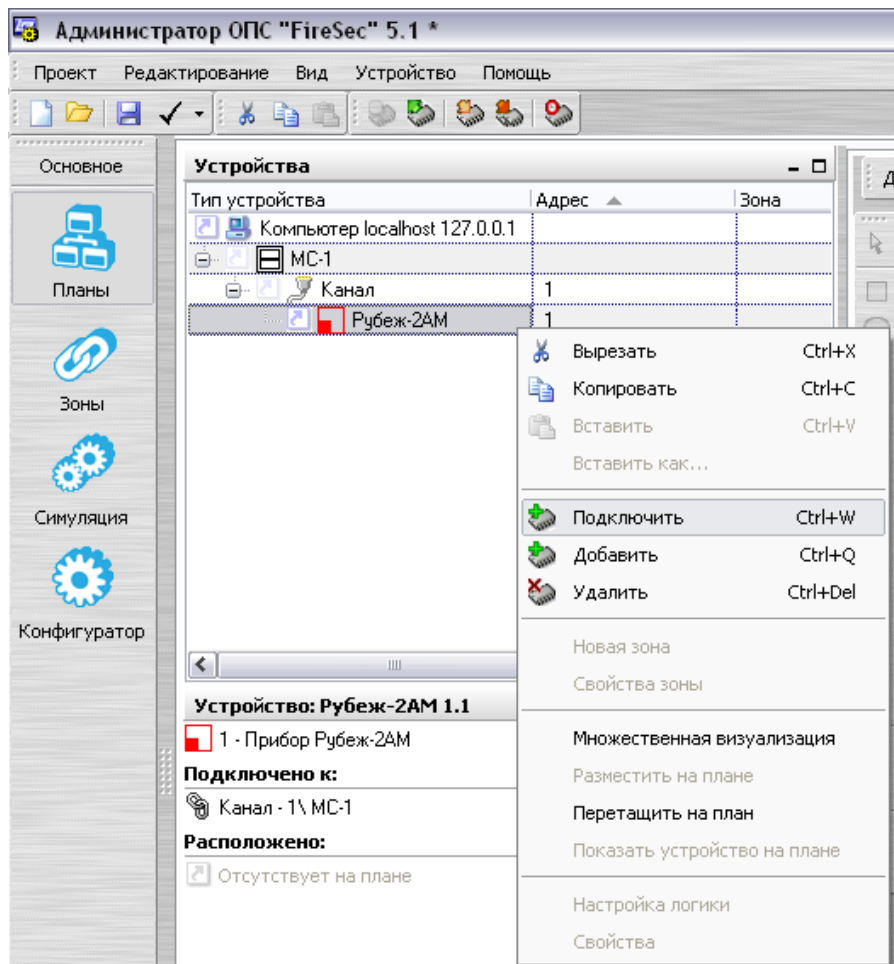 Администратор ОПС "FireSec" 5.1 *
Проект Редактирование Вид Устройство Помощь
Основное
Планы
Зоны
Симуляция
Конфигуратор
Устройства
Тип устройства Адрес Зона
Компьютер localhost 127.0.0.1
МС-1
Канал 1
Рубеж-2АМ 1
Вырезать Ctrl+X
Копировать Ctrl+C
Вставить Ctrl+V
Вставить как...
Подключить Ctrl+W
Добавить Ctrl+Q
Удалить Ctrl+Del
Новая зона
Свойства зоны
Множественная визуализация
Разместить на плане
Перетащить на план
Показать устройство на плане
Настройка логики
Свойства
Устройство: Рубеж-2АМ 1.1
1 - Прибор Рубеж-2АМ
Подключено к:
Канал - 1\ МС-1
Расположено:
Отсутствует на плане